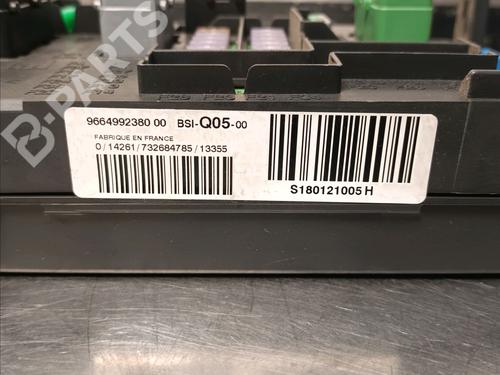 B-PARTS
9664992380 00 BSI-Q05-00
FABRIQUE EN FRANCE
0/14261/732684785/13355
S180121005 H